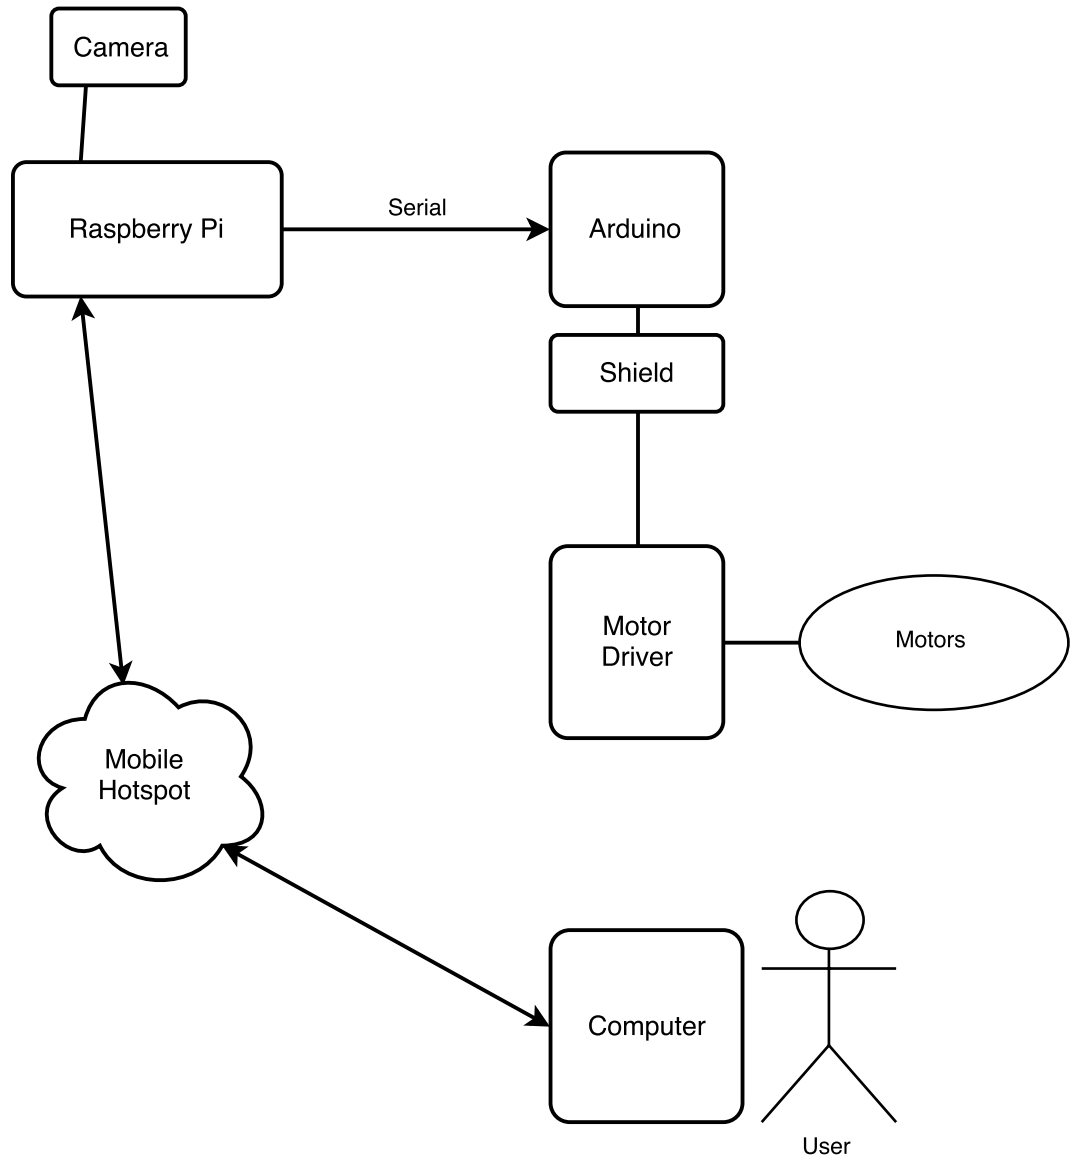 Camera
Raspberry Pi
Serial
Arduino
Shield
Motor
Driver
Motors
Mobile
Hotspot
Computer
User